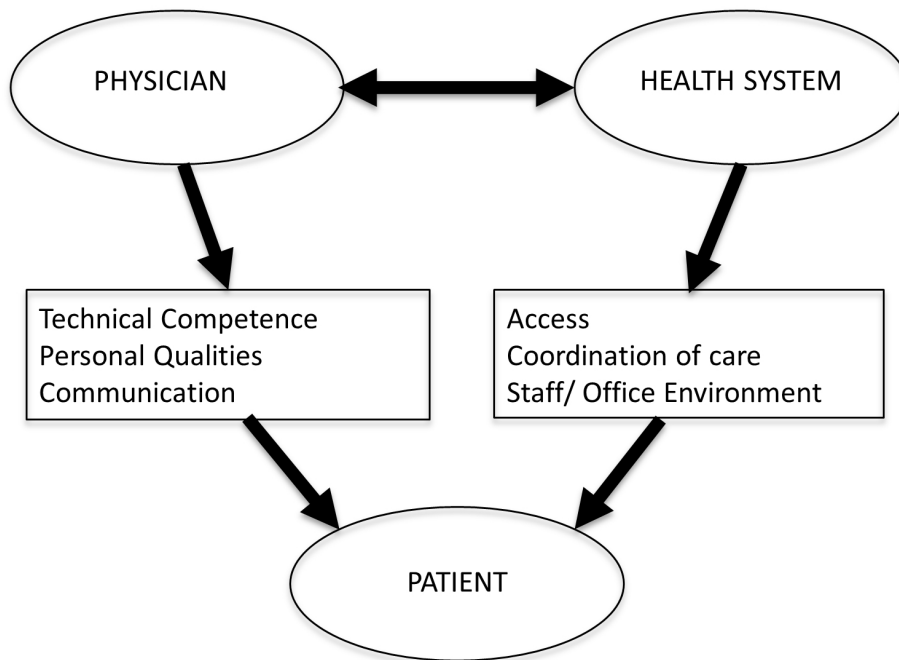 PHYSICIAN
HEALTH SYSTEM
Technical Competence
Personal Qualities
Communication
Access
Coordination of care
Staff/ Office Environment
PATIENT